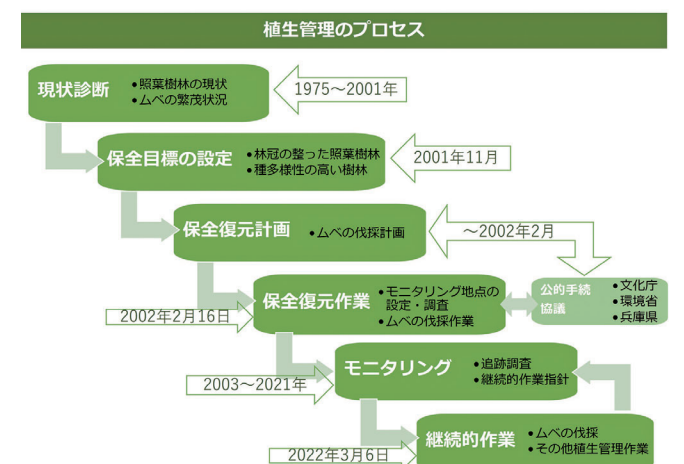 植生管理のプロセス
現状診断
•照葉樹林の現状
•ムベの繁茂状況
1975～2001年
保全目標の設定
•林冠の整った照葉樹林
•種多様性の高い樹林
2001年11月
保全復元計画
•ムベの伐採計画
～2002年2月
保全復元作業
•モニタリング地点の
設定・調査
•ムベの伐採作業
公的手続
協議
•文化庁
•環境省
•兵庫県
2002年2月16日
モニタリング
•追跡調査
•継続的作業指針
2003～2021年
継続的作業
•ムベの伐採
•その他植生管理作業
2022年3月6日